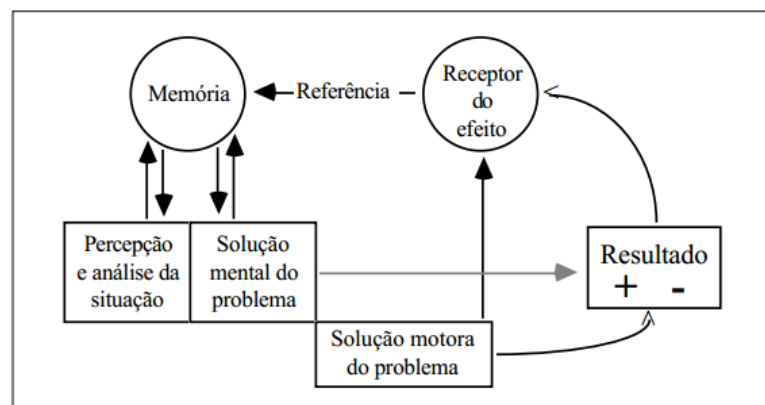 Memória
Referência
Receptor
do
efeito
Percepção
e análise da
situação
Solução
mental do
problema
Resultado
+ -
Solução motora
do problema